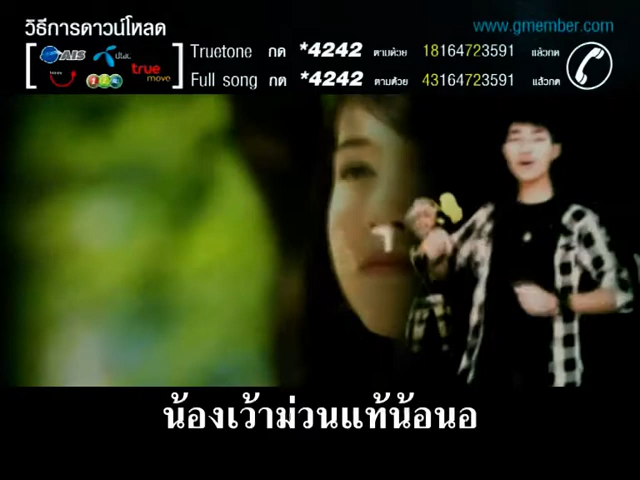 วิธีการดาวน์โหลด
www.gmember.com
AIS dtac true move
Truetone กด *4242 ตามด้วย 18164723591 แล้วกด
Full song กด *4242 ตามด้วย 43164723591 แล้วกด
น้องเว้าม่วนแท้น้อนอ